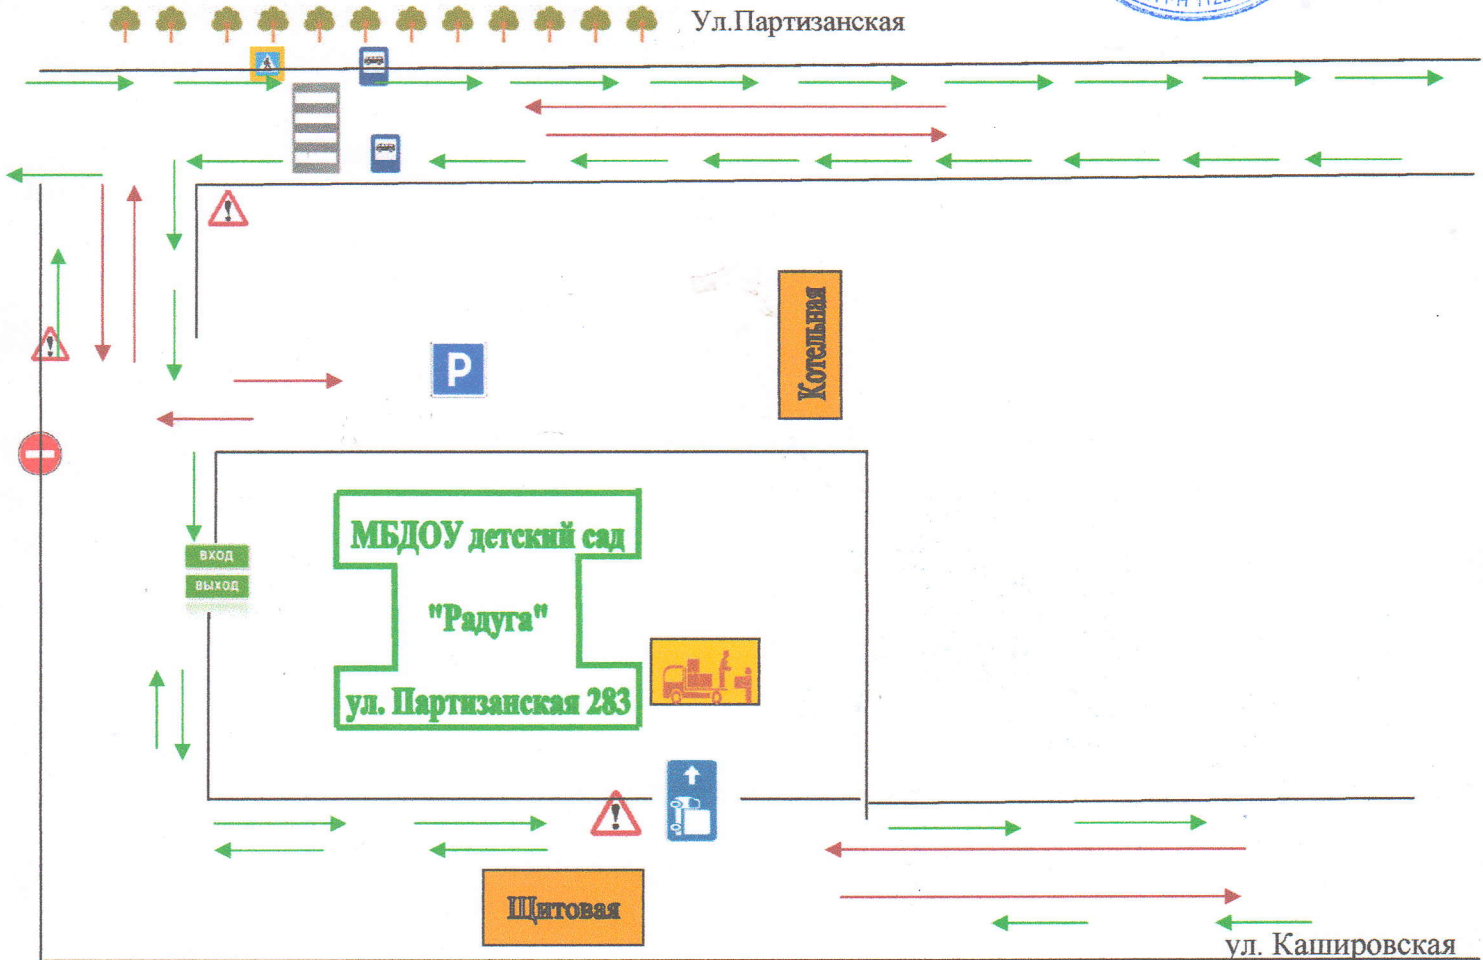 Ул.Партизанская
Котельная
P
ВХОД
ВЫХОД
МБДОУ детский сад
"Радуга"
ул. Партизанская 283
Щитовая
ул. Кашировская